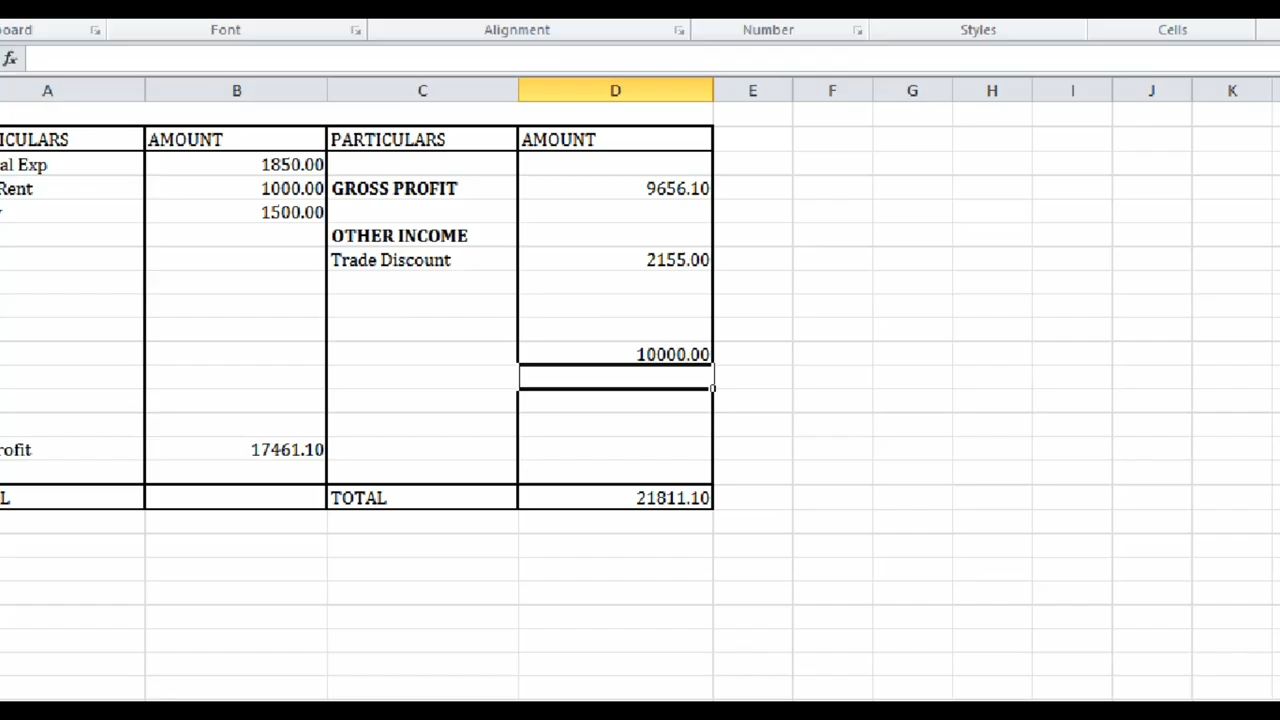 oard Font Alignment Number Styles Cells
fx
A B C D E F G H I J K
ICULARS AMOUNT PARTICULARS AMOUNT
al Exp 1850.00
Rent 1000.00 GROSS PROFIT 9656.10
1500.00
OTHER INCOME
Trade Discount 2155.00
10000.00
rofit 17461.10
L TOTAL 21811.10